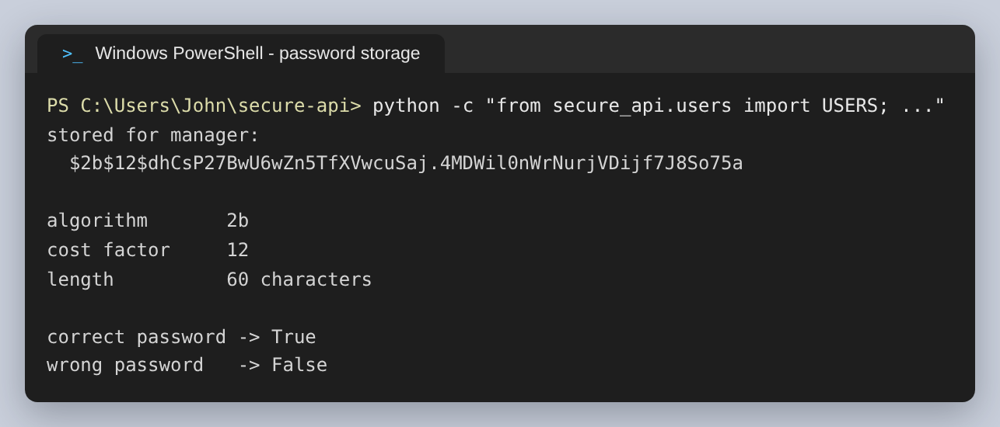 >_ Windows PowerShell - password storage
PS C:\Users\John\secure-api> python -c "from secure_api.users import USERS; ..."
stored for manager:
  $2b$12$dhCsP27BwU6wZn5TfXVwcuSaj.4MDWil0nWrNurjVDijf7J8So75a
algorithm       2b
cost factor     12
length          60 characters
correct password -> True
wrong password   -> False